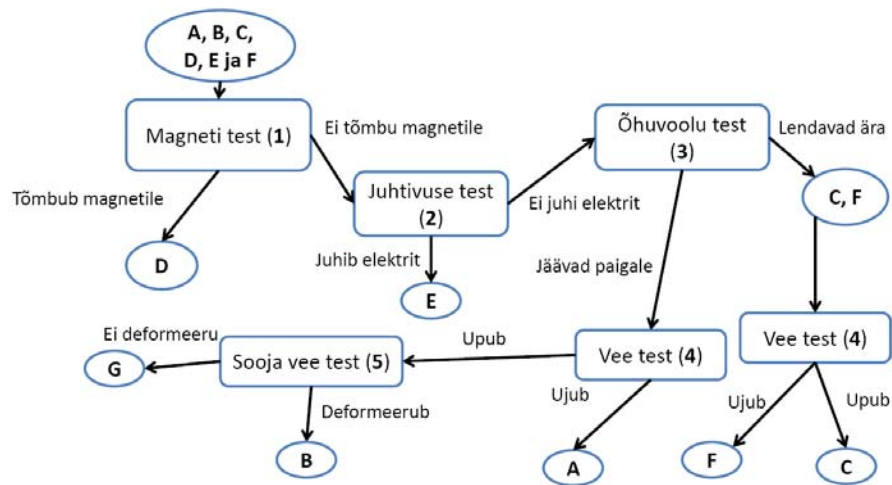 A, B, C,
D, E ja F
Magneti test (1)
Ei tõmbu magnetile
Õhuvoolu test
(3)
Lendavad ära
Tõmbub magnetile
Juhtivuse test
(2)
Ei juhi elektrit
C, F
D
Juhib elektrit
Jäävad paigale
E
Ei deformeeru
G
Sooja vee test (5)
Upub
Vee test (4)
Vee test (4)
Deformeerub
Ujub
Ujub
Upub
B
A
F
C